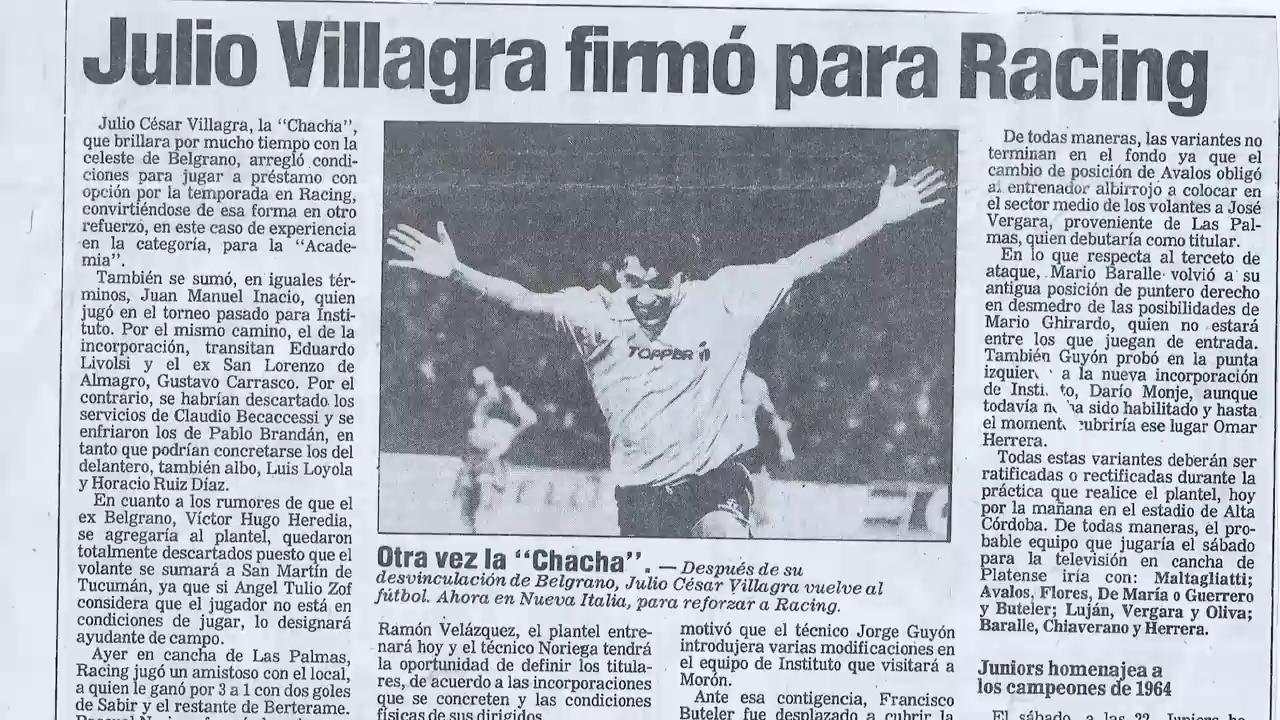 Julio Villagra firmó para Racing
Julio César Villagra, la “Chacha”,
que brillara por mucho tiempo con la
celeste de Belgrano, arregló condi-
ciones para jugar a préstamo con
opción por la temporada en Racing,
convirtiéndose de esa forma en otro
refuerzo, en este caso de experiencia
en la categoría, para la “Acade-
mia”.
También se sumó, en iguales tér-
minos, Juan Manuel Inacio, quien
jugó en el torneo pasado para Insti-
tuto. Por el mismo camino, el de la
incorporación, transitan Eduardo
Livolsi y el ex San Lorenzo de
Almagro, Gustavo Carrasco. Por el
contrario, se habrían descartado los
servicios de Claudio Becaccessi y se
enfriaron los de Pablo Brandán, en
tanto que podrían concretarse los del
delantero, también albo, Luis Loyola
y Horacio Ruiz Díaz.
En cuanto a los rumores de que el
ex Belgrano, Víctor Hugo Heredia,
se agregaría al plantel, quedaron
totalmente descartados puesto que el
volante se sumará a San Martín de
Tucumán, ya que si Angel Tulio Zof
considera que el jugador no está en
condiciones de jugar, lo designará
ayudante de campo.
Ayer en cancha de Las Palmas,
Racing jugó un amistoso con el local,
a quien le ganó por 3 a 1 con dos goles
de Sabir y el restante de Berterame.
TOPPER
Otra vez la “Chacha”. — Después de su
desvinculación de Belgrano, Julio César Villagra vuelve al
fútbol. Ahora en Nueva Italia, para reforzar a Racing.
Ramón Velázquez, el plantel entre-
nará hoy y el técnico Noriega tendrá
la oportunidad de definir los titula-
res, de acuerdo a las incorporaciones
que se concreten y las condiciones
físicas de sus dirigidos.
motivó que el técnico Jorge Guyón
introdujera varias modificaciones en
el equipo de Instituto que visitará a
Morón.
Ante esa contigencia, Francisco
Buteler fue desplazado a cubrir la
De todas maneras, las variantes no
terminan en el fondo ya que el
cambio de posición de Avalos obligó
al entrenador albirrojo a colocar en
el sector medio de los volantes a José
Vergara, proveniente de Las Pal-
mas, quien debutaría como titular.
En lo que respecta al terceto de
ataque, Mario Baralle volvió a su
antigua posición de puntero derecho
en desmedro de las posibilidades de
Mario Ghirardo, quien no estará
entre los que juegan de entrada.
También Guyón probó en la punta
a la nueva incorporación
de Darío Monje, aunque
todavía sido habilitado y hasta
el ese lugar Omar
Herrera.
Todas estas variantes deberán ser
ratificadas o rectificadas durante la
práctica que realice el plantel, hoy
por la mañana en el estadio de Alta
Córdoba. De todas maneras, el pro-
bable equipo que jugaría el sábado
para la televisión en cancha de
Platense iría con: Maltagliatti;
Avalos, Flores, De María o Guerrero
y Buteler; Luján, Vergara y Oliva;
Baralle, Chiaverano y Herrera.
Juniors homenajea a
los campeones de 1964